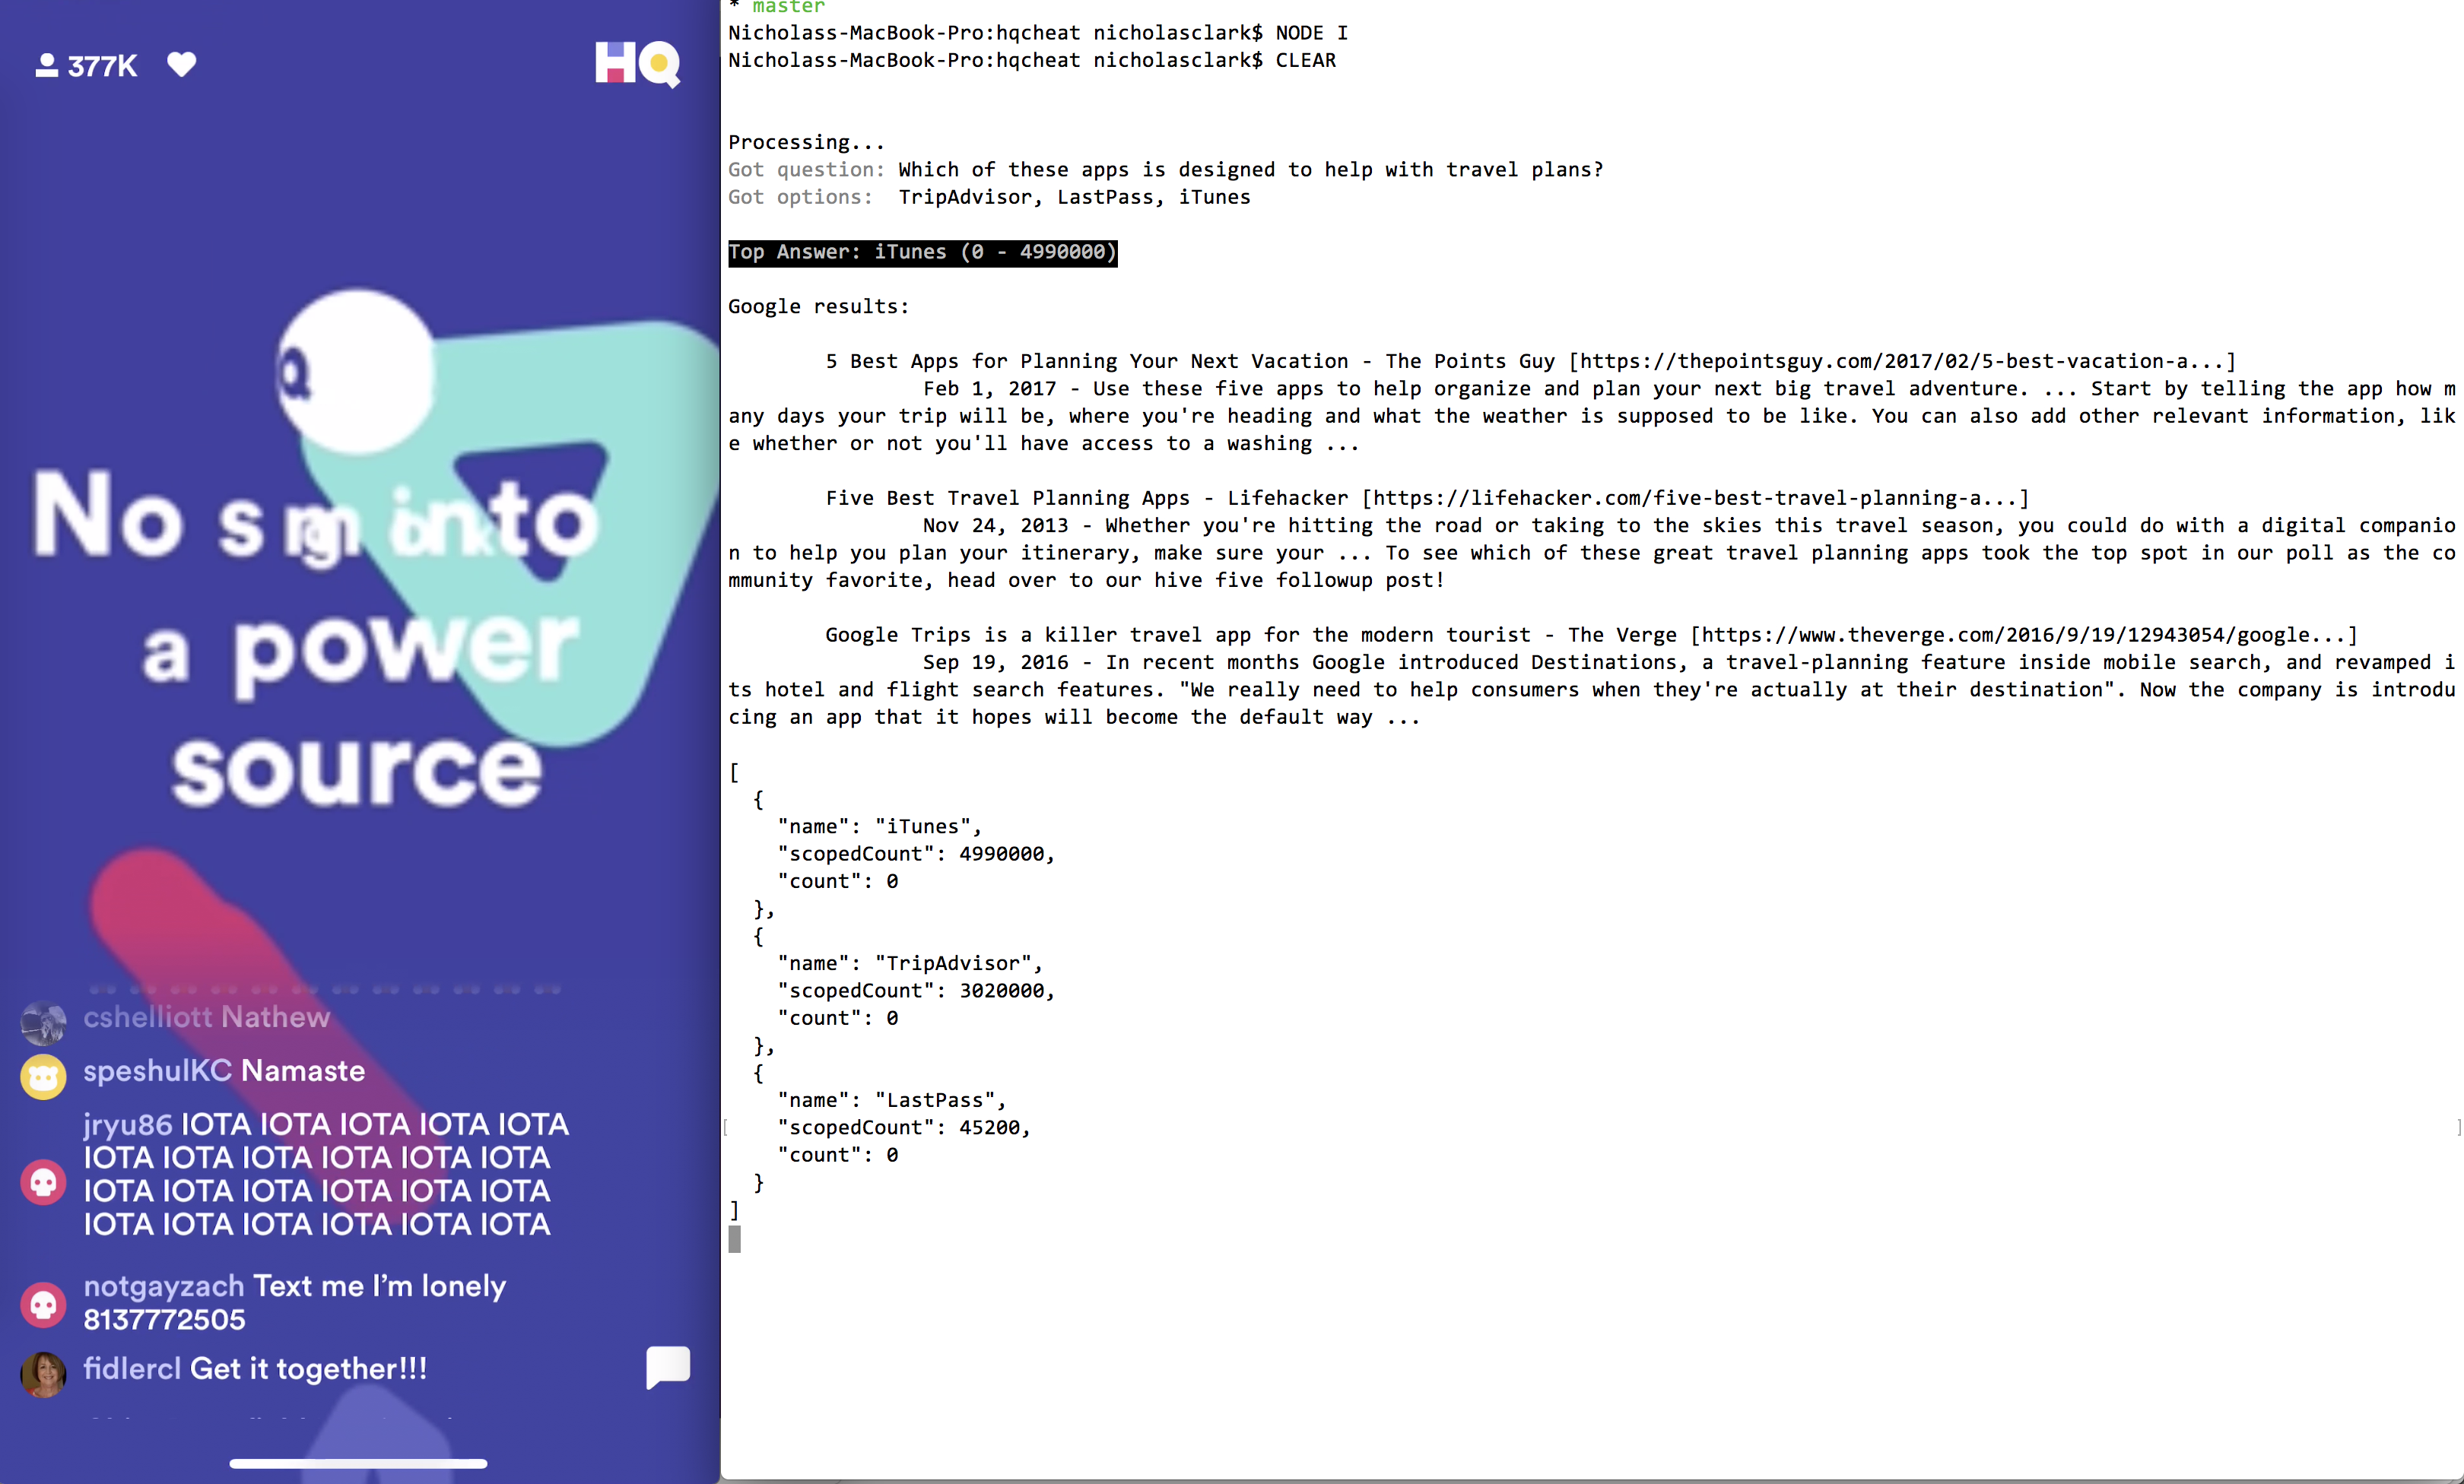 377K
HQ
No
into
a power
source
cshelliott Nathew
speshulKC Namaste
jryu86 IOTA IOTA IOTA IOTA IOTA
IOTA IOTA IOTA IOTA IOTA IOTA
IOTA IOTA IOTA IOTA IOTA IOTA
IOTA IOTA IOTA IOTA IOTA IOTA
notgayzach Text me I'm lonely
8137772505
fidlercl Get it together!!!
* master
Nicholass-MacBook-Pro:hqcheat nicholasclark$ NODE I
Nicholass-MacBook-Pro:hqcheat nicholasclark$ CLEAR
Processing...
Got question: Which of these apps is designed to help with travel plans?
Got options:  TripAdvisor, LastPass, iTunes
Top Answer: iTunes (0 - 4990000)
Google results:
5 Best Apps for Planning Your Next Vacation - The Points Guy [https://thepointsguy.com/2017/02/5-best-vacation-a...]
Feb 1, 2017 - Use these five apps to help organize and plan your next big travel adventure. ... Start by telling the app how m
any days your trip will be, where you're heading and what the weather is supposed to be like. You can also add other relevant information, lik
e whether or not you'll have access to a washing ...
Five Best Travel Planning Apps - Lifehacker [https://lifehacker.com/five-best-travel-planning-a...]
Nov 24, 2013 - Whether you're hitting the road or taking to the skies this travel season, you could do with a digital companio
n to help you plan your itinerary, make sure your ... To see which of these great travel planning apps took the top spot in our poll as the co
mmunity favorite, head over to our hive five followup post!
Google Trips is a killer travel app for the modern tourist - The Verge [https://www.theverge.com/2016/9/19/12943054/google...]
Sep 19, 2016 - In recent months Google introduced Destinations, a travel-planning feature inside mobile search, and revamped i
ts hotel and flight search features. "We really need to help consumers when they're actually at their destination". Now the company is introdu
cing an app that it hopes will become the default way ...
[
{
"name": "iTunes",
"scopedCount": 4990000,
"count": 0
},
{
"name": "TripAdvisor",
"scopedCount": 3020000,
"count": 0
},
{
"name": "LastPass",
"scopedCount": 45200,
"count": 0
}
]